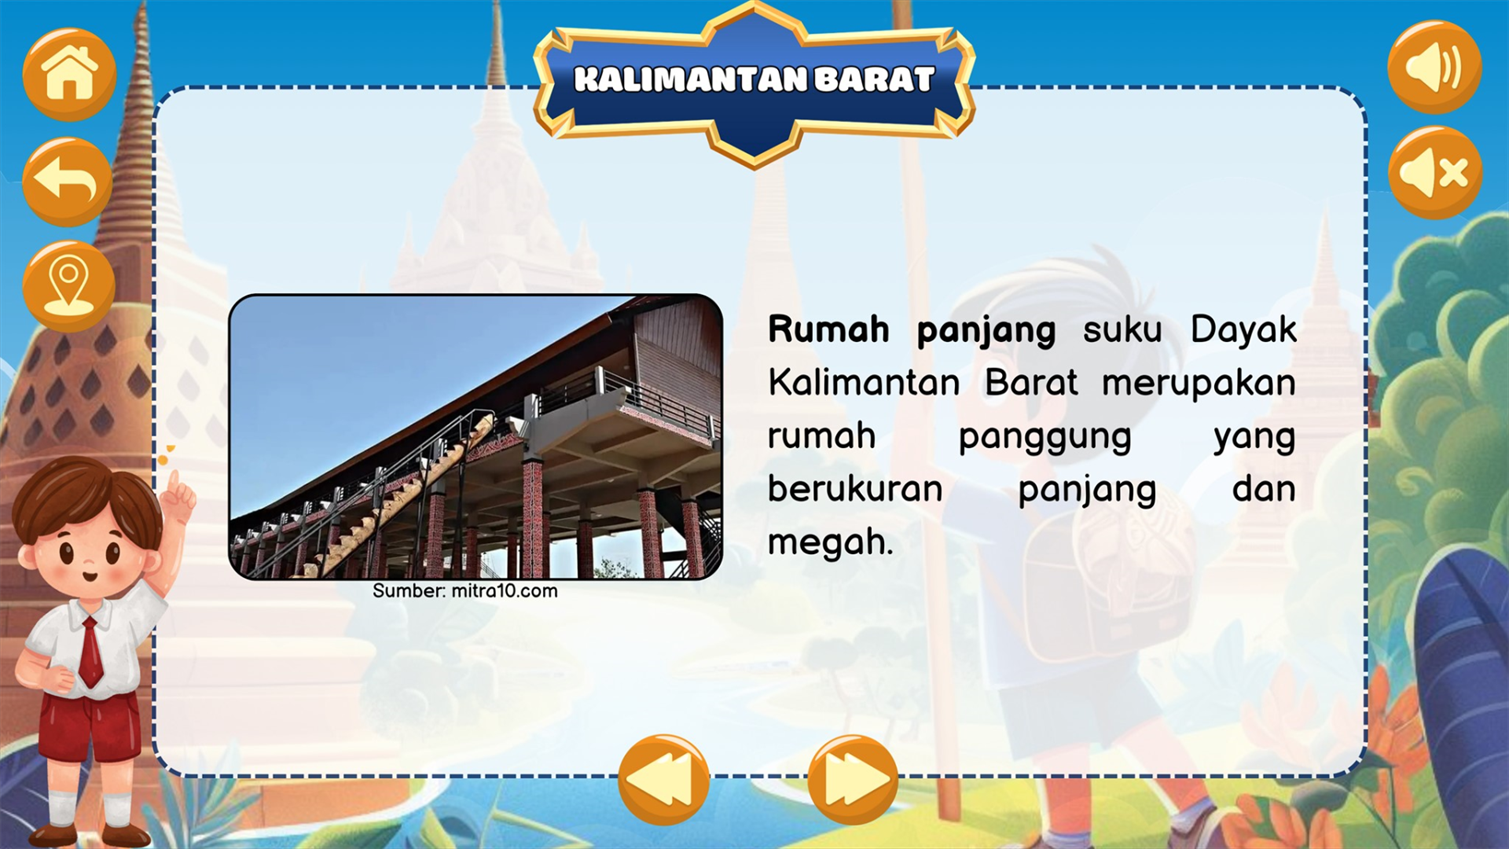 KALIMANTAN BARAT
Rumah panjang suku Dayak
Kalimantan Barat merupakan
rumah panggung yang
berukuran panjang dan
megah.
Sumber: mitra10.com